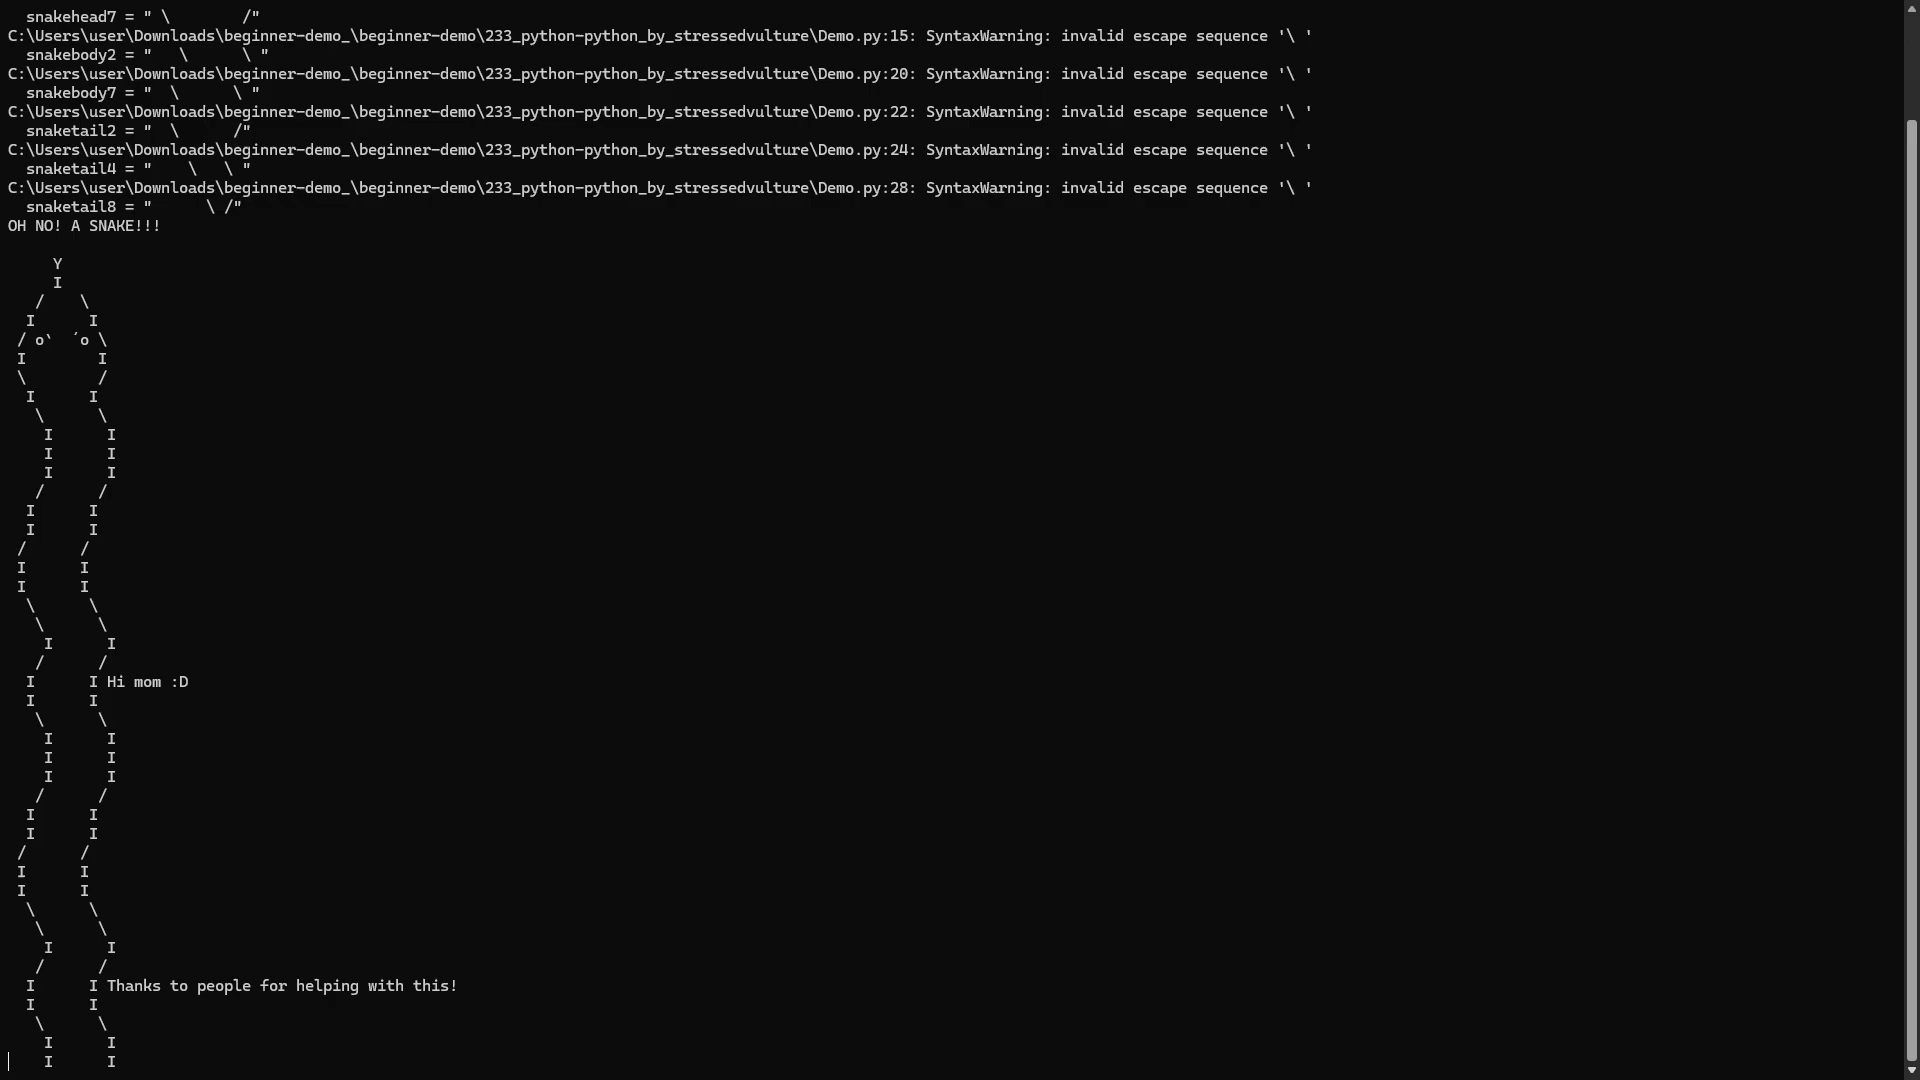 snakehead7 = " \        /"
C:\Users\user\Downloads\beginner-demo_\beginner-demo\233_python-python_by_stressedvulture\Demo.py:15: SyntaxWarning: invalid escape sequence '\ '
  snakebody2 = "   \      \ "
C:\Users\user\Downloads\beginner-demo_\beginner-demo\233_python-python_by_stressedvulture\Demo.py:20: SyntaxWarning: invalid escape sequence '\ '
  snakebody7 = "  \      \ "
C:\Users\user\Downloads\beginner-demo_\beginner-demo\233_python-python_by_stressedvulture\Demo.py:22: SyntaxWarning: invalid escape sequence '\ '
  snaketail2 = "  \      /"
C:\Users\user\Downloads\beginner-demo_\beginner-demo\233_python-python_by_stressedvulture\Demo.py:24: SyntaxWarning: invalid escape sequence '\ '
  snaketail4 = "    \   \ "
C:\Users\user\Downloads\beginner-demo_\beginner-demo\233_python-python_by_stressedvulture\Demo.py:28: SyntaxWarning: invalid escape sequence '\ '
  snaketail8 = "      \ /"
OH NO! A SNAKE!!!

     Y
     I
   /    \
  I      I
 / o`  ´o \
 I        I
 \        /
  I      I
   \      \
    I      I
    I      I
    I      I
   /      /
  I      I
  I      I
 /      /
 I      I
 I      I
  \      \
   \      \
    I      I
   /      /
  I      I Hi mom :D
  I      I
   \      \
    I      I
    I      I
    I      I
   /      /
  I      I
  I      I
 /      /
 I      I
 I      I
  \      \
   \      \
    I      I
   /      /
  I      I Thanks to people for helping with this!
  I      I
   \      \
    I      I
    I      I